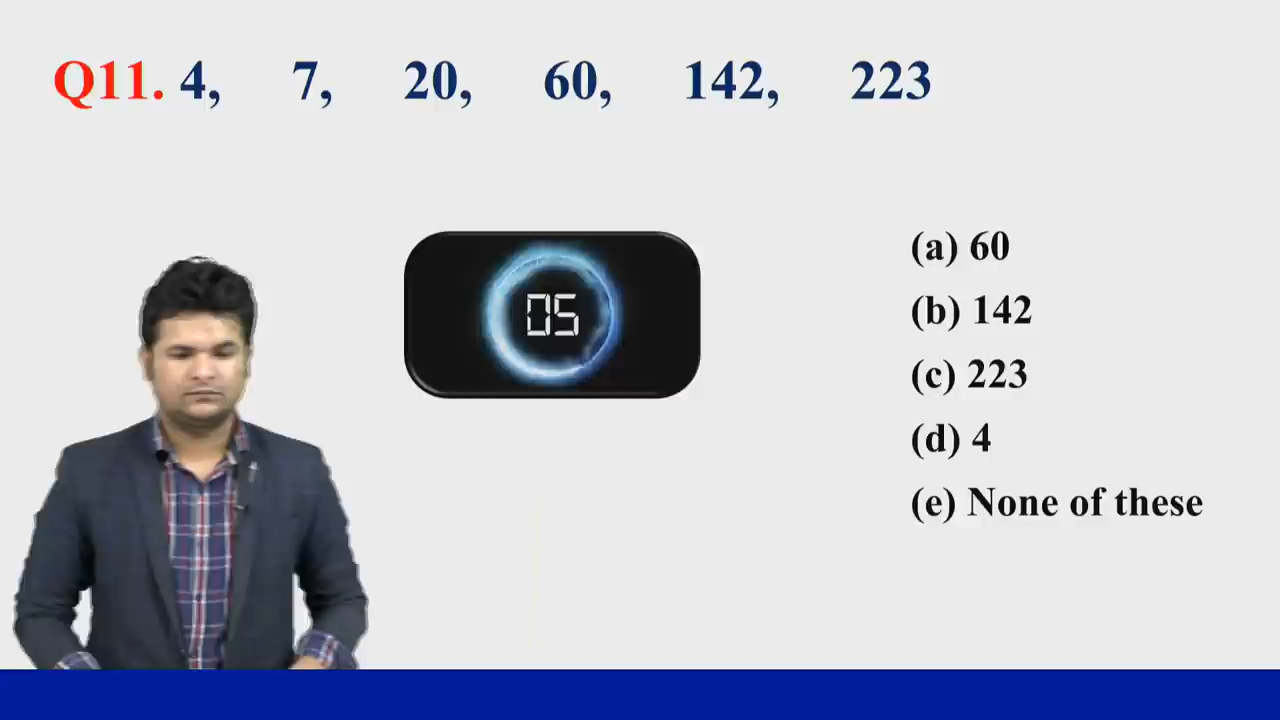 Q11. 4, 7, 20, 60, 142, 223
05
(a) 60
(b) 142
(c) 223
(d) 4
(e) None of these